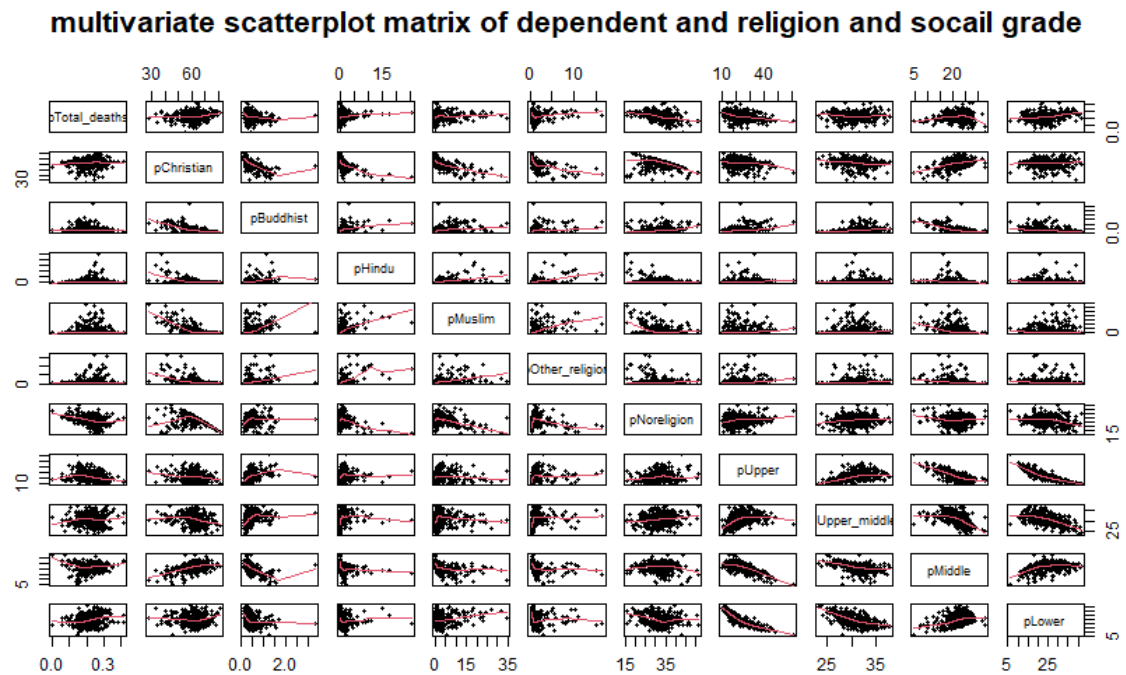 multivariate scatterplot matrix of dependent and religion and socail grade
30 60 0 15 0 10 10 40 5 20
pTotal_deaths 0.0
30 pChristian
pBuddhist 0.0
0 pHindu
pMuslim 0
0 Other_religion
pNoreligion 15
10 pUpper
Upper_middle 25
5 pMiddle
pLower 5
0.0 0.3 0.0 2.0 0 15 35 15 35 25 35 5 25